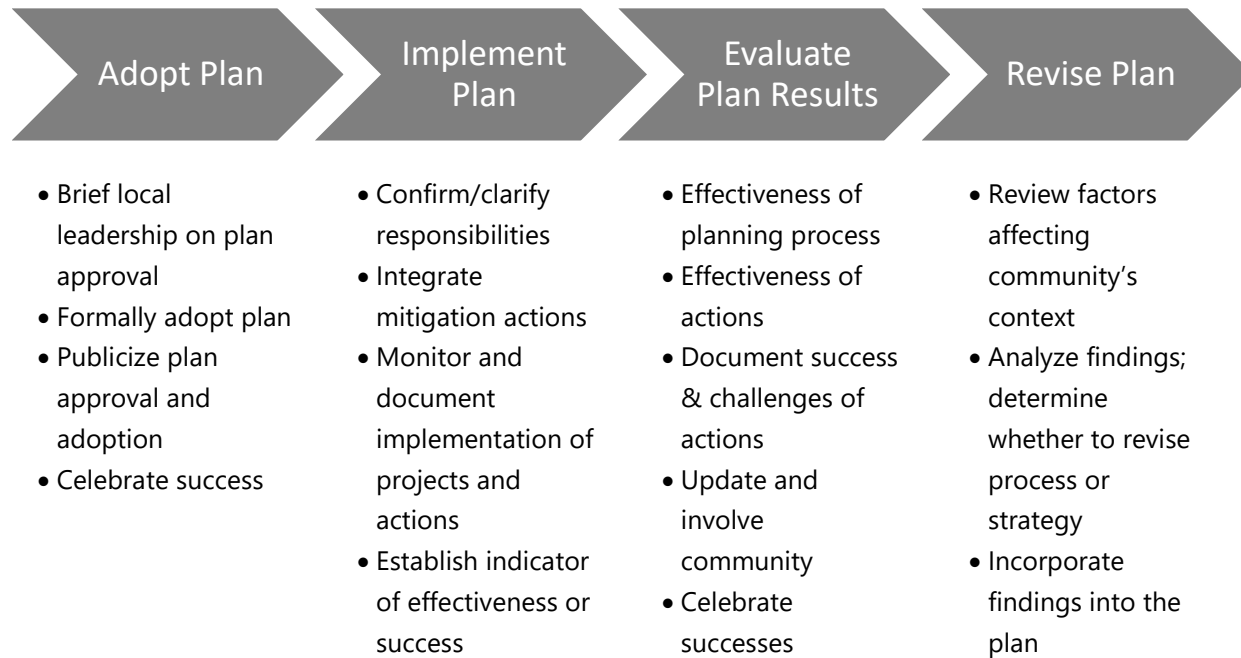 Adopt Plan
Implement
Plan
Evaluate
Plan Results
Revise Plan
• Brief local
leadership on plan
approval
• Formally adopt plan
• Publicize plan
approval and
adoption
• Celebrate success
• Confirm/clarify
responsibilities
• Integrate
mitigation actions
• Monitor and
document
implementation of
projects and
actions
• Establish indicator
of effectiveness or
success
• Effectiveness of
planning process
• Effectiveness of
actions
• Document success
& challenges of
actions
• Update and
involve
community
• Celebrate
successes
• Review factors
affecting
community’s
context
• Analyze findings;
determine
whether to revise
process or
strategy
• Incorporate
findings into the
plan